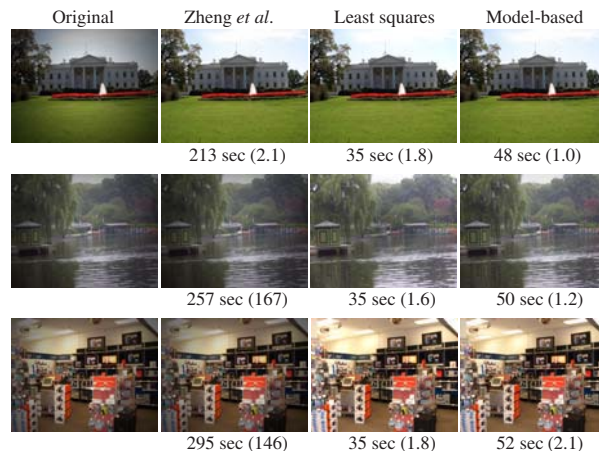 Original Zheng et al. Least squares Model-based
213 sec (2.1) 35 sec (1.8) 48 sec (1.0)
257 sec (167) 35 sec (1.6) 50 sec (1.2)
295 sec (146) 35 sec (1.8) 52 sec (2.1)